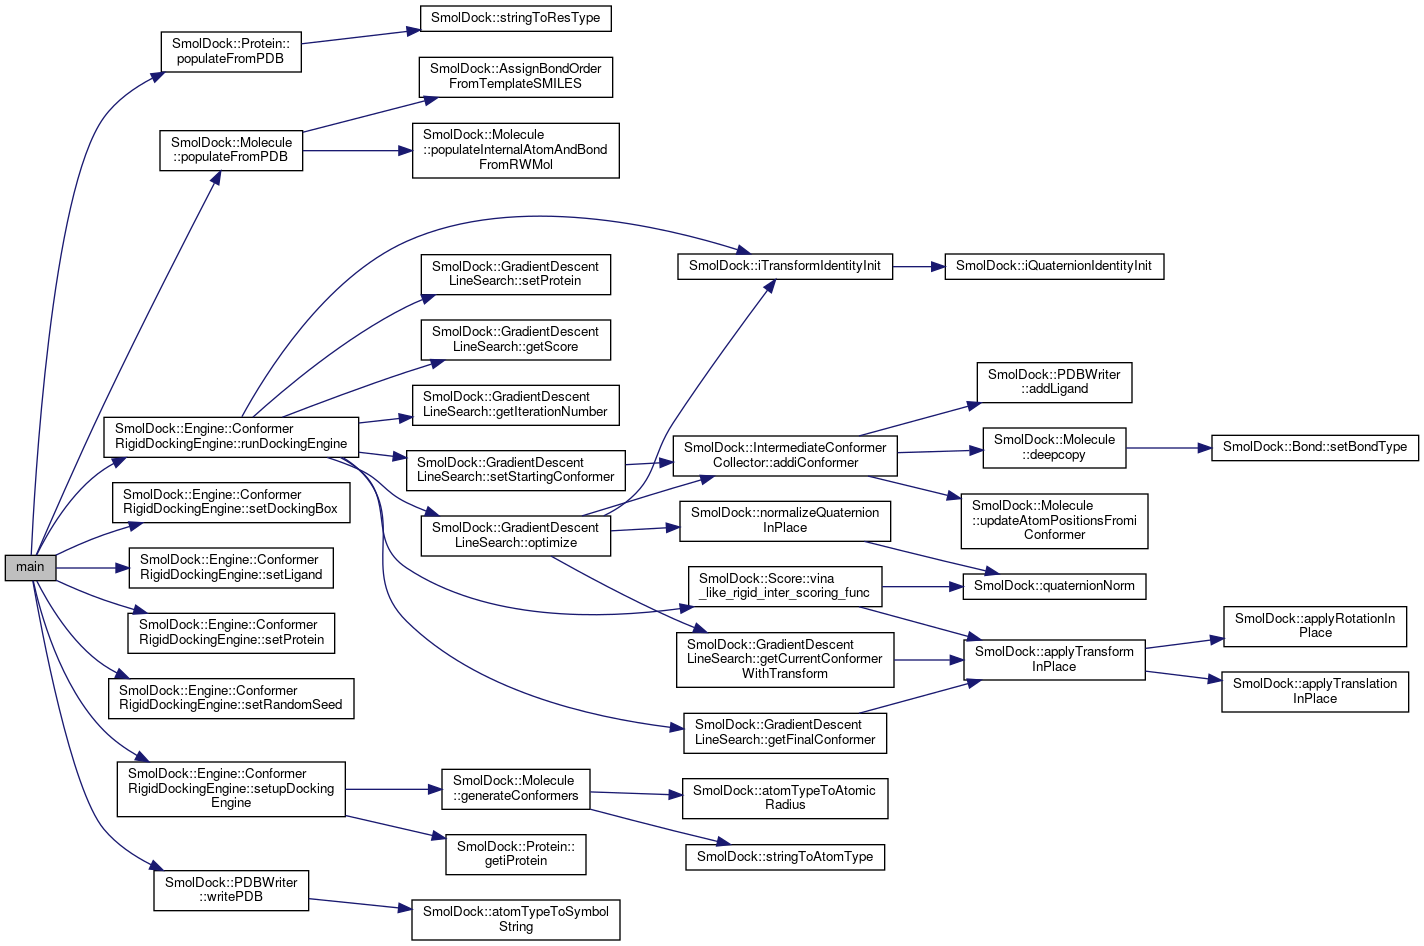 main
SmolDock::Protein::
populateFromPDB
SmolDock::stringToResType
SmolDock::Molecule
::populateFromPDB
SmolDock::AssignBondOrder
FromTemplateSMILES
SmolDock::Molecule
::populateInternalAtomAndBond
FromRWMol
SmolDock::Engine::Conformer
RigidDockingEngine::runDockingEngine
SmolDock::iTransformIdentityInit
SmolDock::iQuaternionIdentityInit
SmolDock::GradientDescent
LineSearch::setProtein
SmolDock::GradientDescent
LineSearch::getScore
SmolDock::GradientDescent
LineSearch::getIterationNumber
SmolDock::GradientDescent
LineSearch::setStartingConformer
SmolDock::IntermediateConformer
Collector::addiConformer
SmolDock::PDBWriter
::addLigand
SmolDock::Molecule
::deepcopy
SmolDock::Bond::setBondType
SmolDock::Molecule
::updateAtomPositionsFromi
Conformer
SmolDock::GradientDescent
LineSearch::optimize
SmolDock::normalizeQuaternion
InPlace
SmolDock::quaternionNorm
SmolDock::Score::vina
_like_rigid_inter_scoring_func
SmolDock::GradientDescent
LineSearch::getCurrentConformer
WithTransform
SmolDock::applyTransform
InPlace
SmolDock::applyRotationIn
Place
SmolDock::applyTranslation
InPlace
SmolDock::GradientDescent
LineSearch::getFinalConformer
SmolDock::Engine::Conformer
RigidDockingEngine::setDockingBox
SmolDock::Engine::Conformer
RigidDockingEngine::setLigand
SmolDock::Engine::Conformer
RigidDockingEngine::setProtein
SmolDock::Engine::Conformer
RigidDockingEngine::setRandomSeed
SmolDock::Engine::Conformer
RigidDockingEngine::setupDocking
Engine
SmolDock::Molecule
::generateConformers
SmolDock::atomTypeToAtomic
Radius
SmolDock::stringToAtomType
SmolDock::Protein::
getiProtein
SmolDock::PDBWriter
::writePDB
SmolDock::atomTypeToSymbol
String